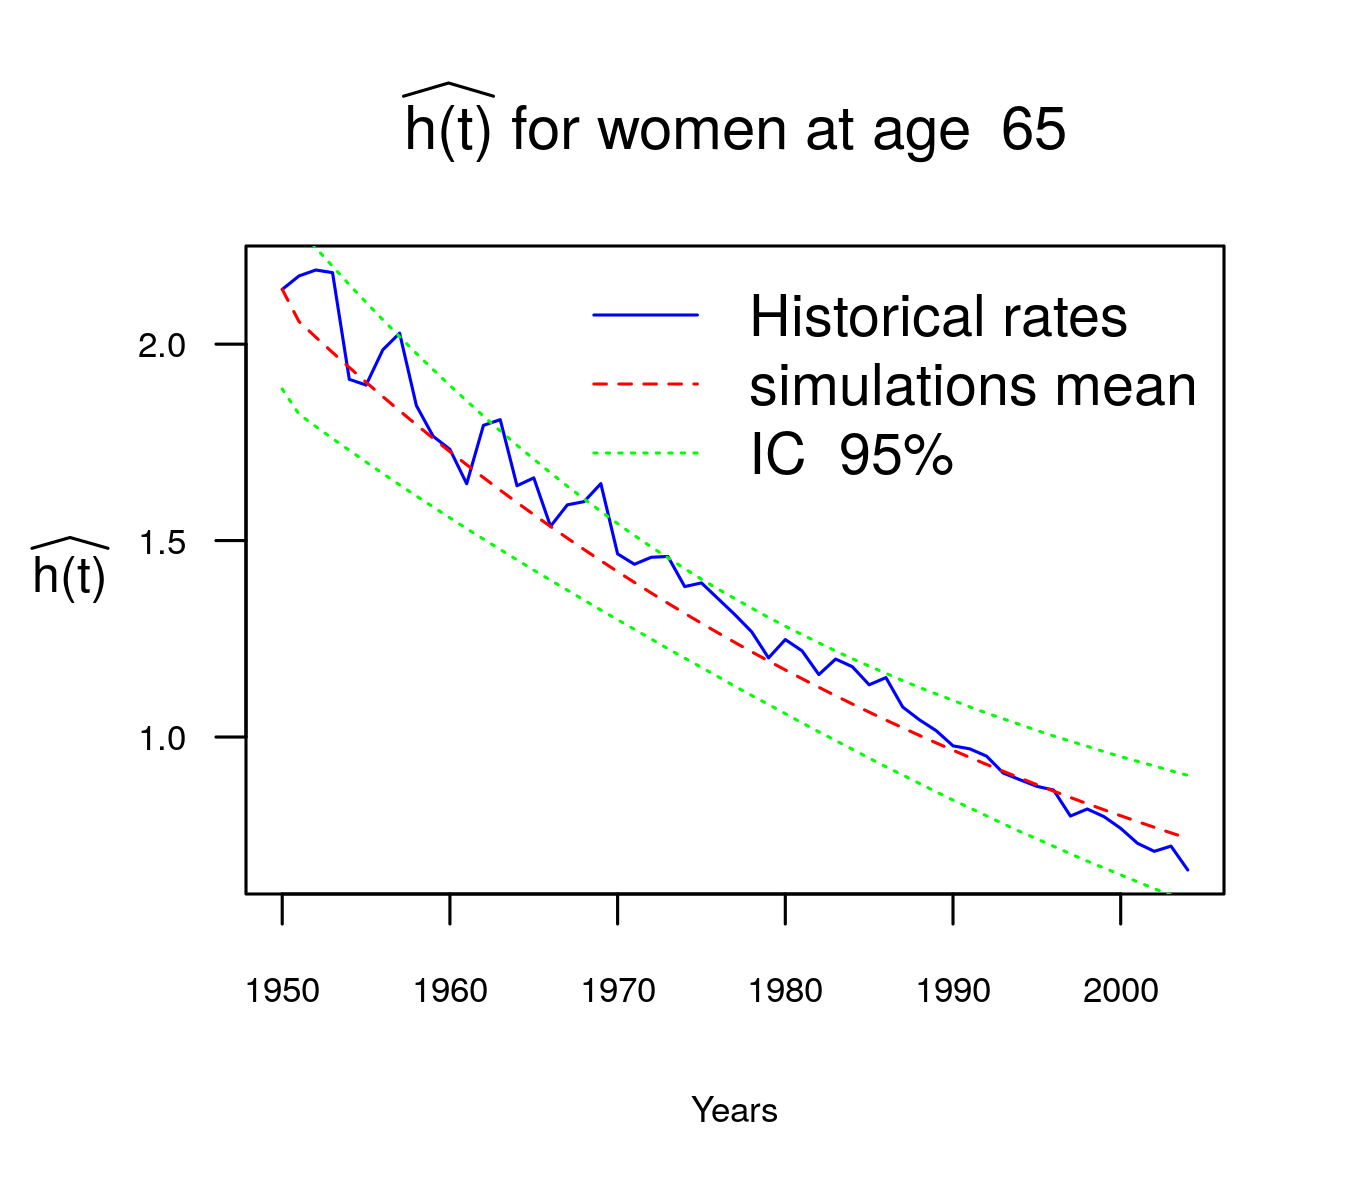 h(t) for women at age 65
Historical rates
simulations mean
IC 95%
2.0
1.5
1.0
h(t)
1950 1960 1970 1980 1990 2000
Years